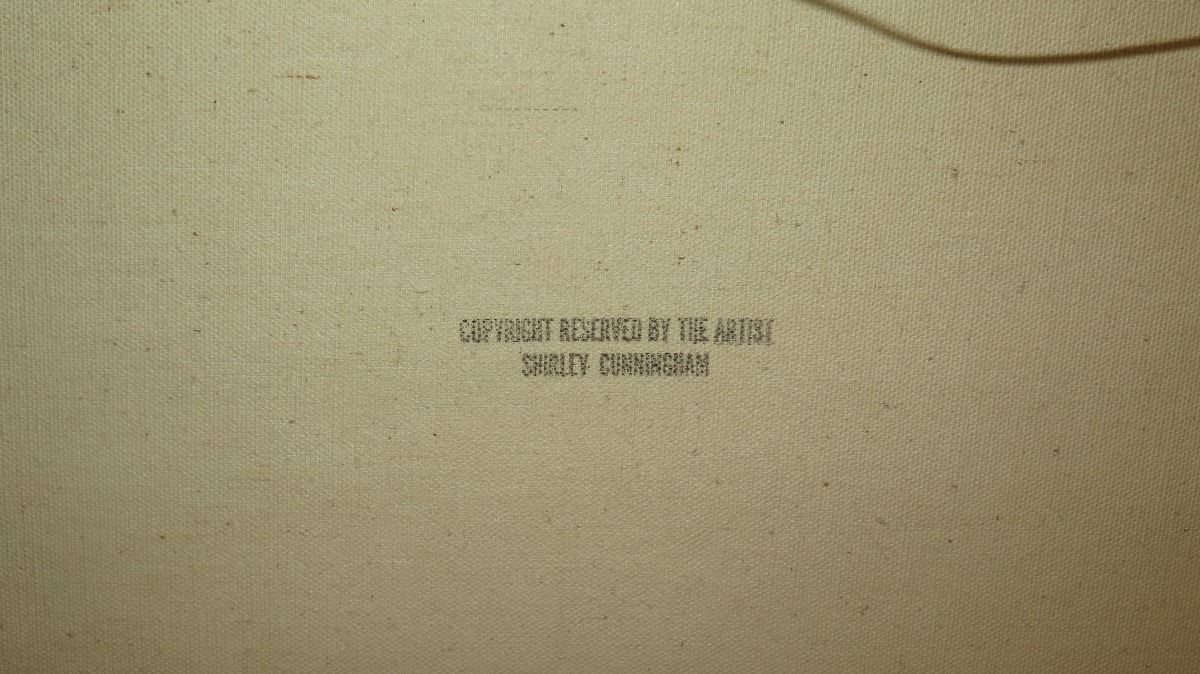 COPYRIGHT RESERVED BY THE ARTIST
SHIRLEY CUNNINGHAM